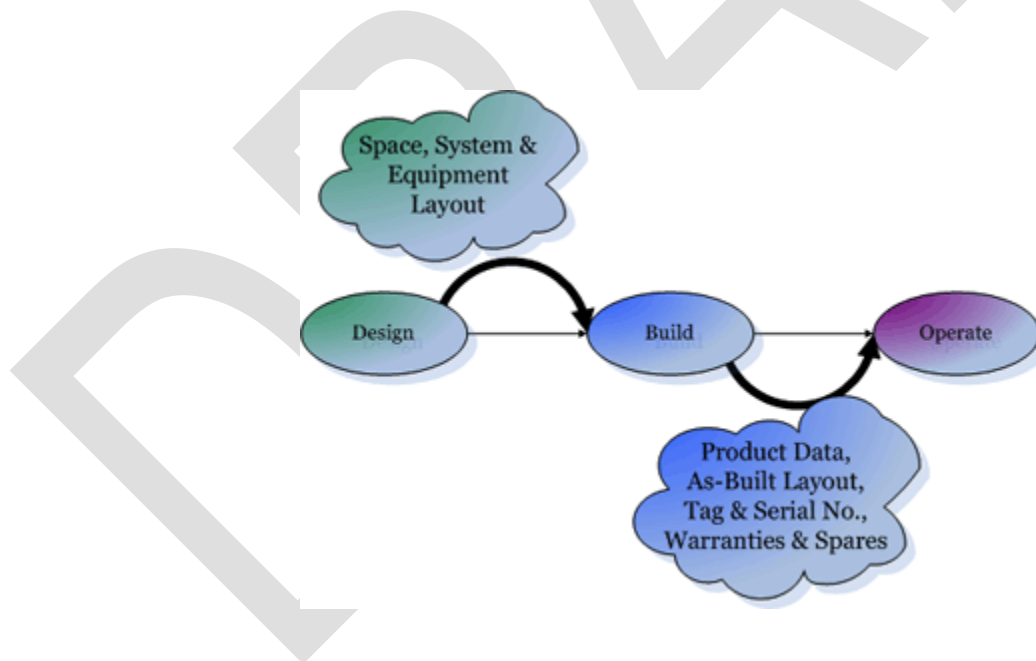 Space, System &
Equipment
Layout
Design
Build
Operate
Product Data,
As-Built Layout,
Tag & Serial No.,
Warranties & Spares